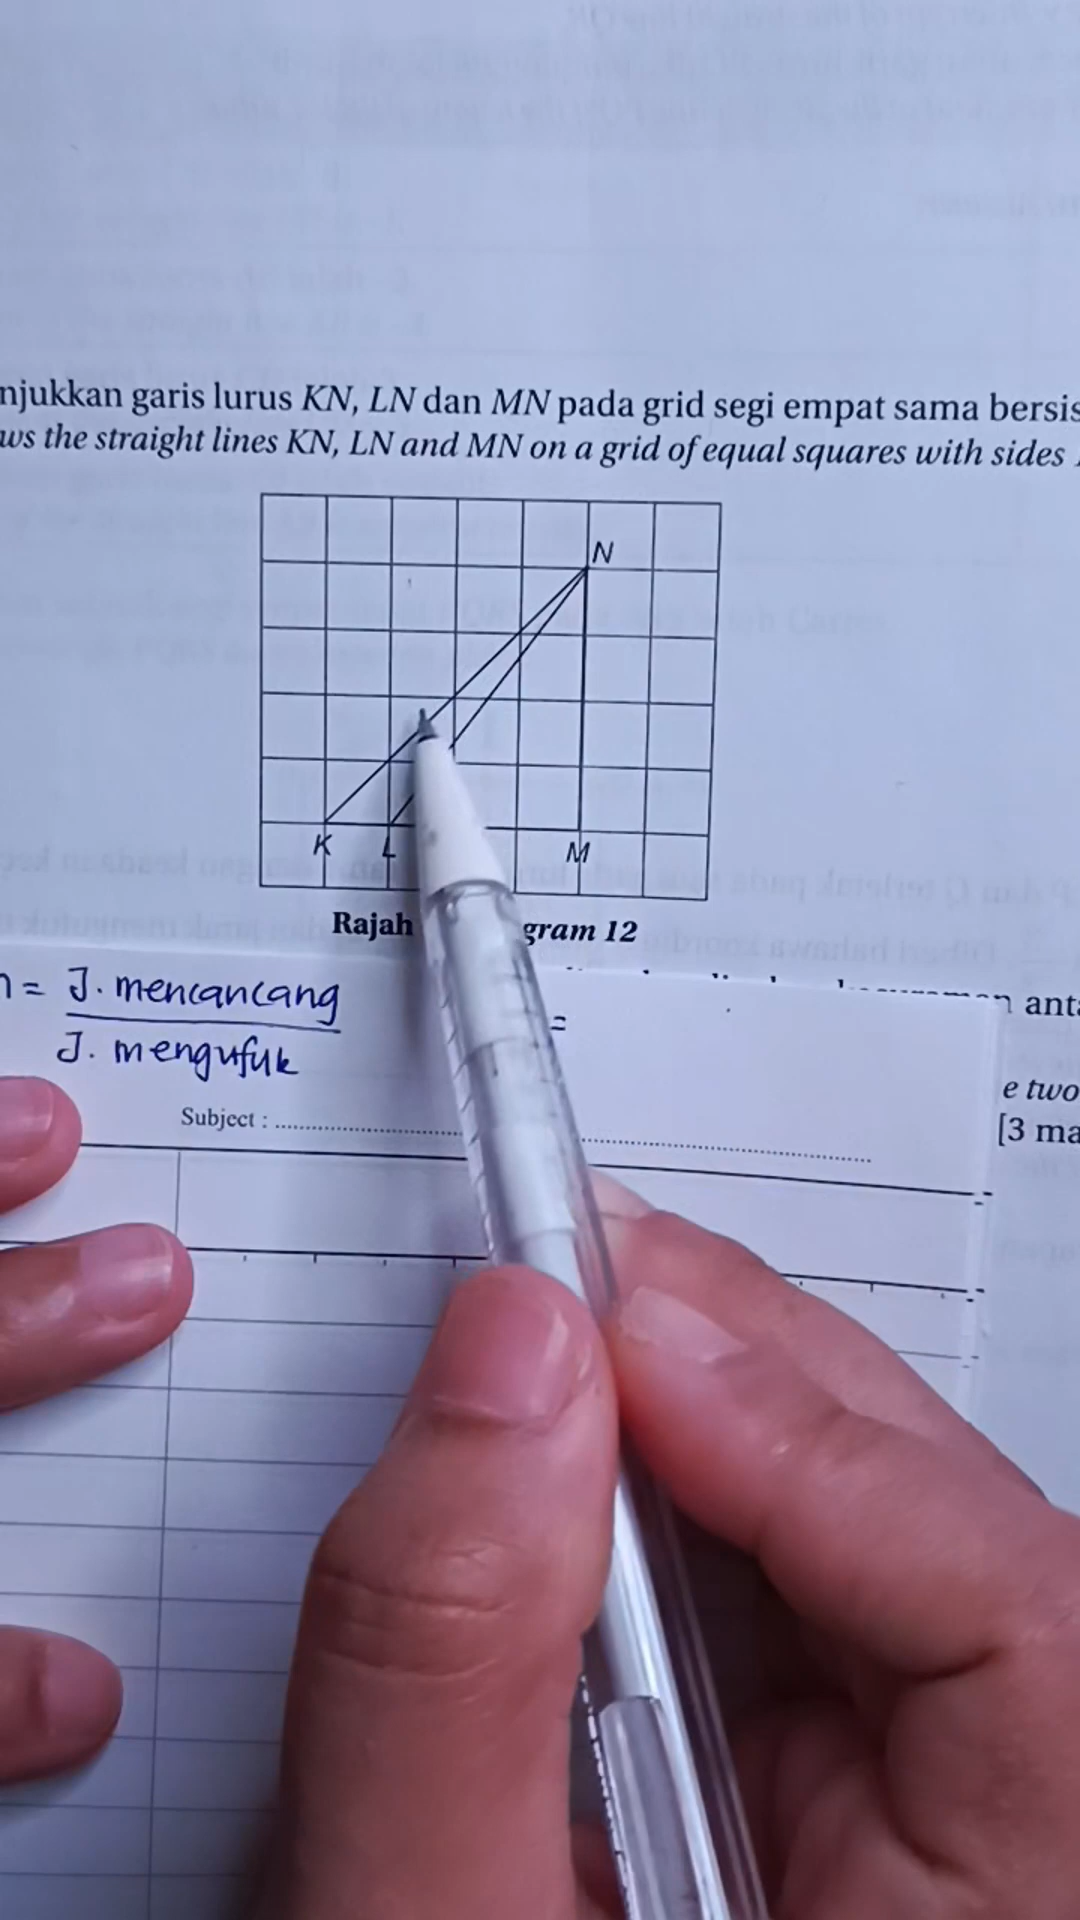 njukkan garis lurus KN, LN dan MN pada grid segi empat sama bersis
ws the straight lines KN, LN and MN on a grid of equal squares with sides
N
K L M
Rajah gram 12
= J. mencancang
J. mengufuk
=
anta
e two
[3 ma
Subject :